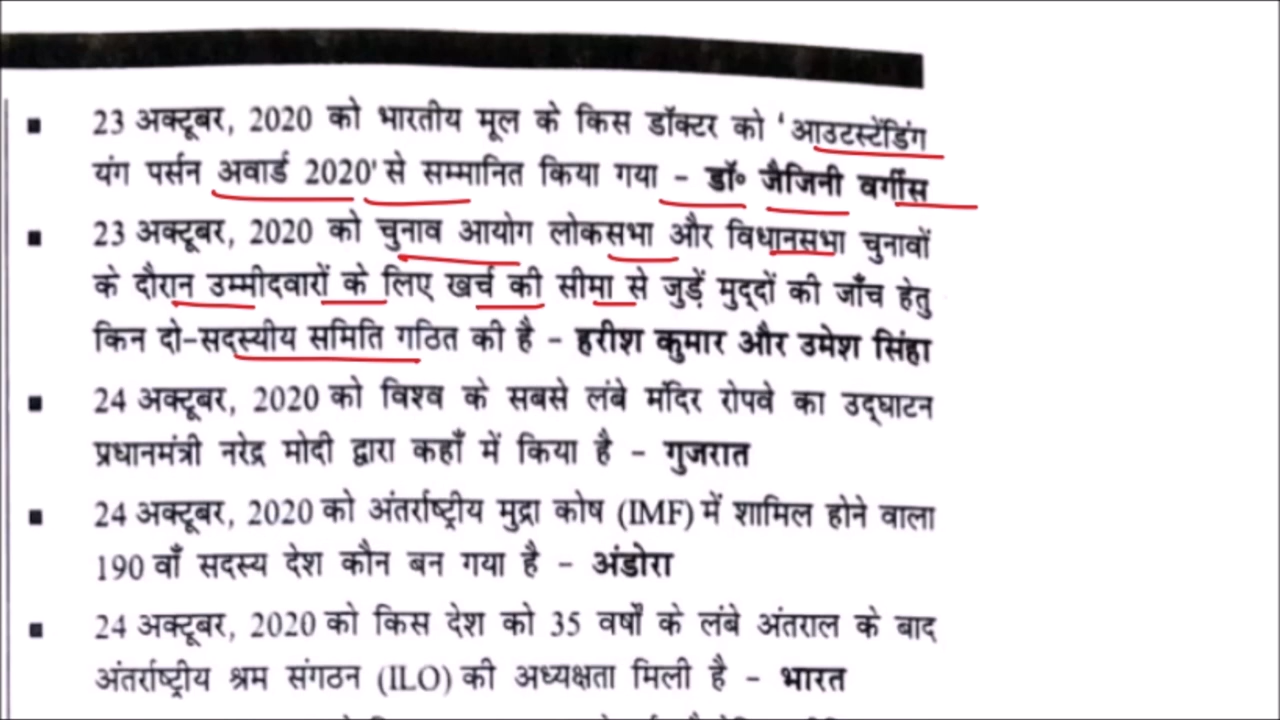 ▪ 23 अक्टूबर, 2020 को भारतीय मूल के किस डॉक्टर को 'आउटस्टेंडिंग
यंग पर्सन अवार्ड 2020' से सम्मानित किया गया - डॉ॰ जैजिनी वर्गीस
▪ 23 अक्टूबर, 2020 को चुनाव आयोग लोकसभा और विधानसभा चुनावों
के दौरान उम्मीदवारों के लिए खर्च की सीमा से जुड़ें मुद्दों की जाँच हेतु
किन दो-सदस्यीय समिति गठित की है - हरीश कुमार और उमेश सिंहा
▪ 24 अक्टूबर, 2020 को विश्व के सबसे लंबे मंदिर रोपवे का उद्घाटन
प्रधानमंत्री नरेद्र मोदी द्वारा कहाँ में किया है - गुजरात
▪ 24 अक्टूबर, 2020 को अंतर्राष्ट्रीय मुद्रा कोष (IMF) में शामिल होने वाला
190 वाँ सदस्य देश कौन बन गया है - अंडोरा
▪ 24 अक्टूबर, 2020 को किस देश को 35 वर्षों के लंबे अंतराल के बाद
अंतर्राष्ट्रीय श्रम संगठन (ILO) की अध्यक्षता मिली है - भारत